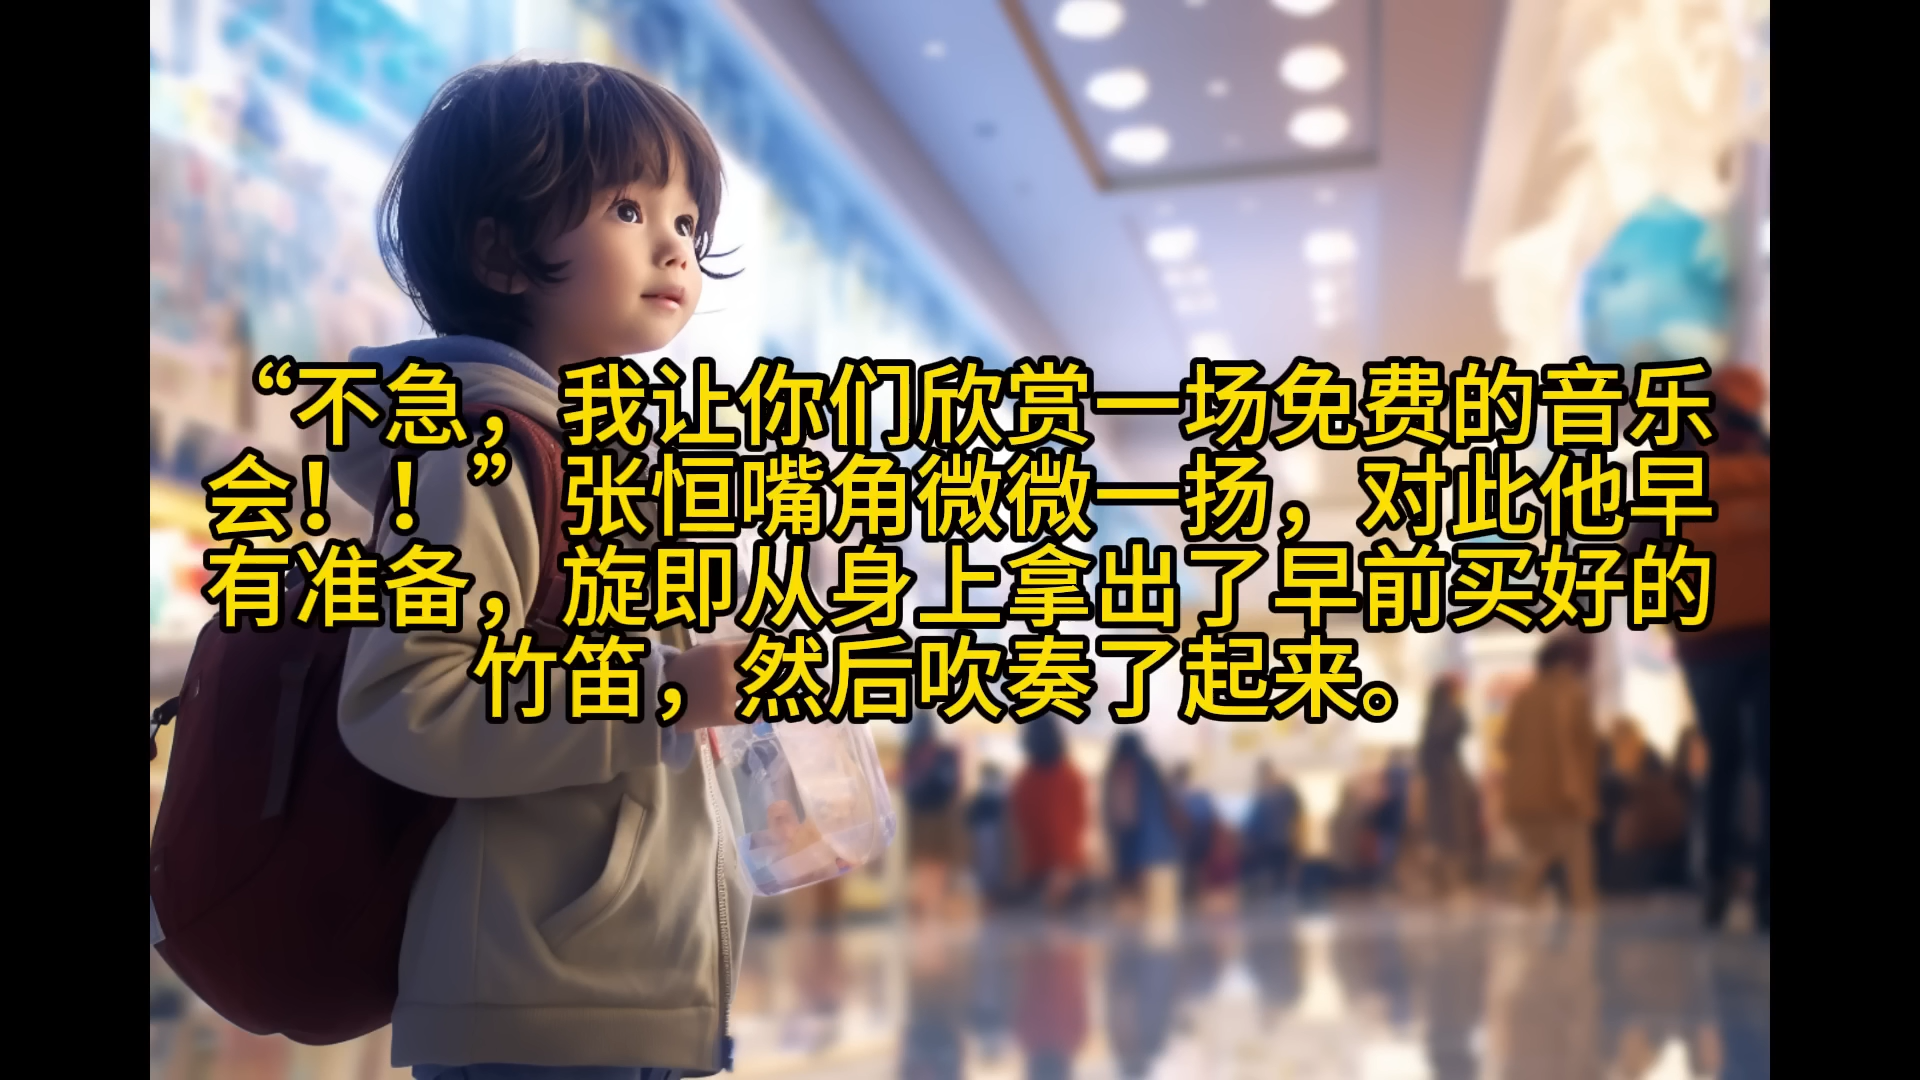 “不急，我让你们欣赏一场免费的音乐
会！！”张恒嘴角微微一扬，对此他早
有准备，旋即从身上拿出了早前买好的
竹笛，然后吹奏了起来。